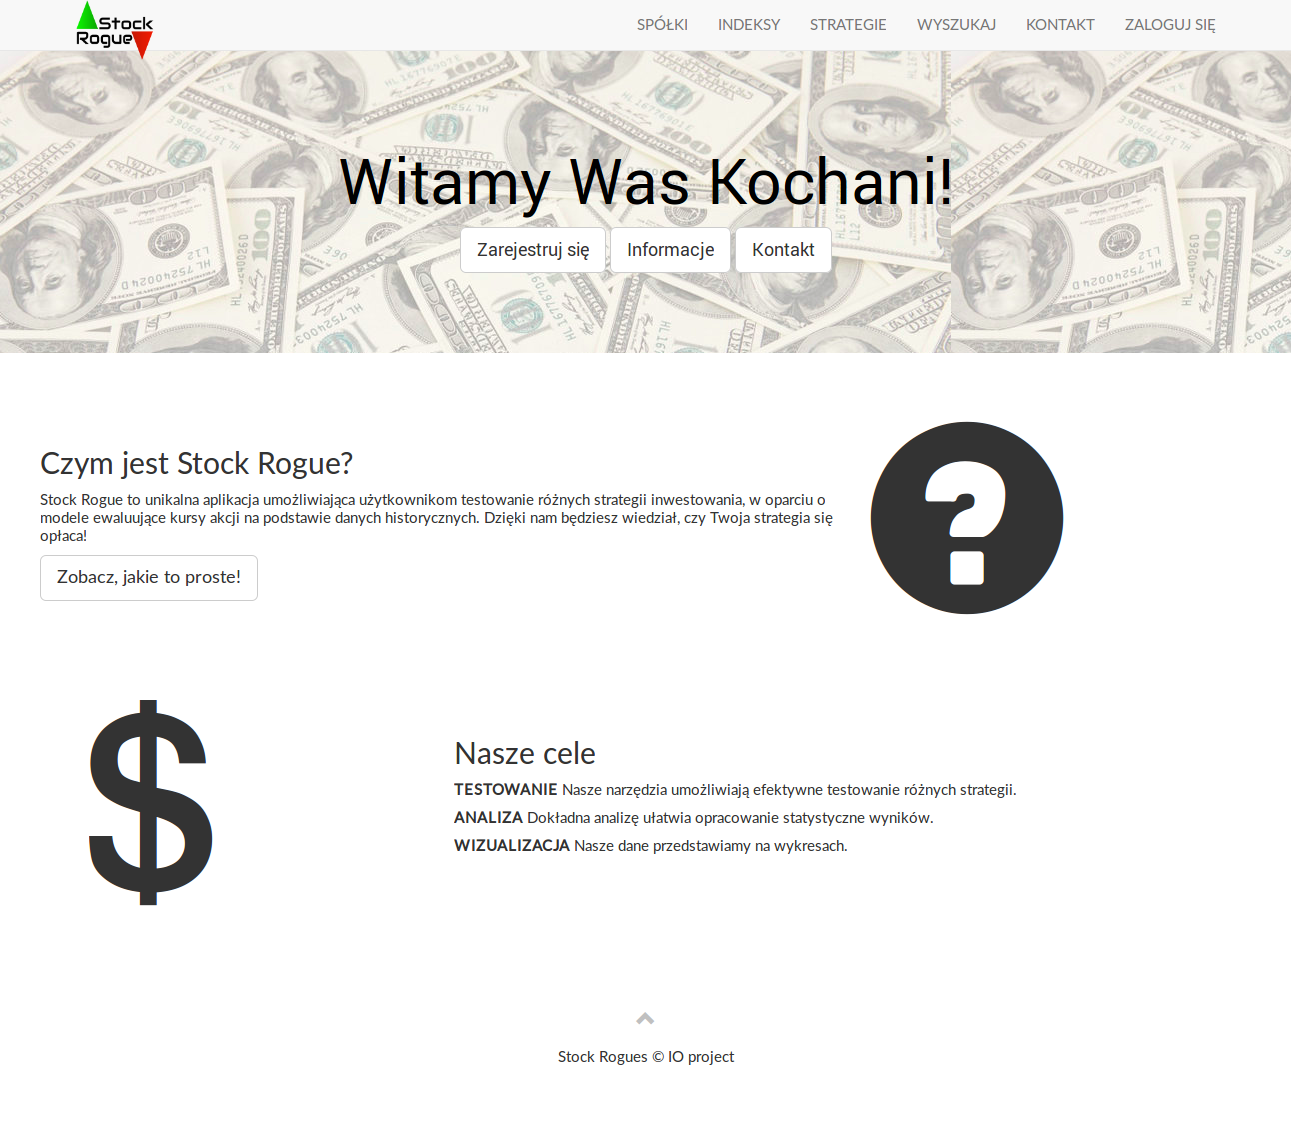 Stock
Rogue
SPÓŁKI INDEKSY STRATEGIE WYSZUKAJ KONTAKT ZALOGUJ SIĘ
Witamy Was Kochani!
Zarejestruj się Informacje Kontakt
Czym jest Stock Rogue?
Stock Rogue to unikalna aplikacja umożliwiająca użytkownikom testowanie różnych strategii inwestowania, w oparciu o
modele ewaluujące kursy akcji na podstawie danych historycznych. Dzięki nam będziesz wiedział, czy Twoja strategia się
opłaca!
Zobacz, jakie to proste!
Nasze cele
TESTOWANIE Nasze narzędzia umożliwiają efektywne testowanie różnych strategii.
ANALIZA Dokładna analizę ułatwia opracowanie statystyczne wyników.
WIZUALIZACJA Nasze dane przedstawiamy na wykresach.
Stock Rogues © IO project